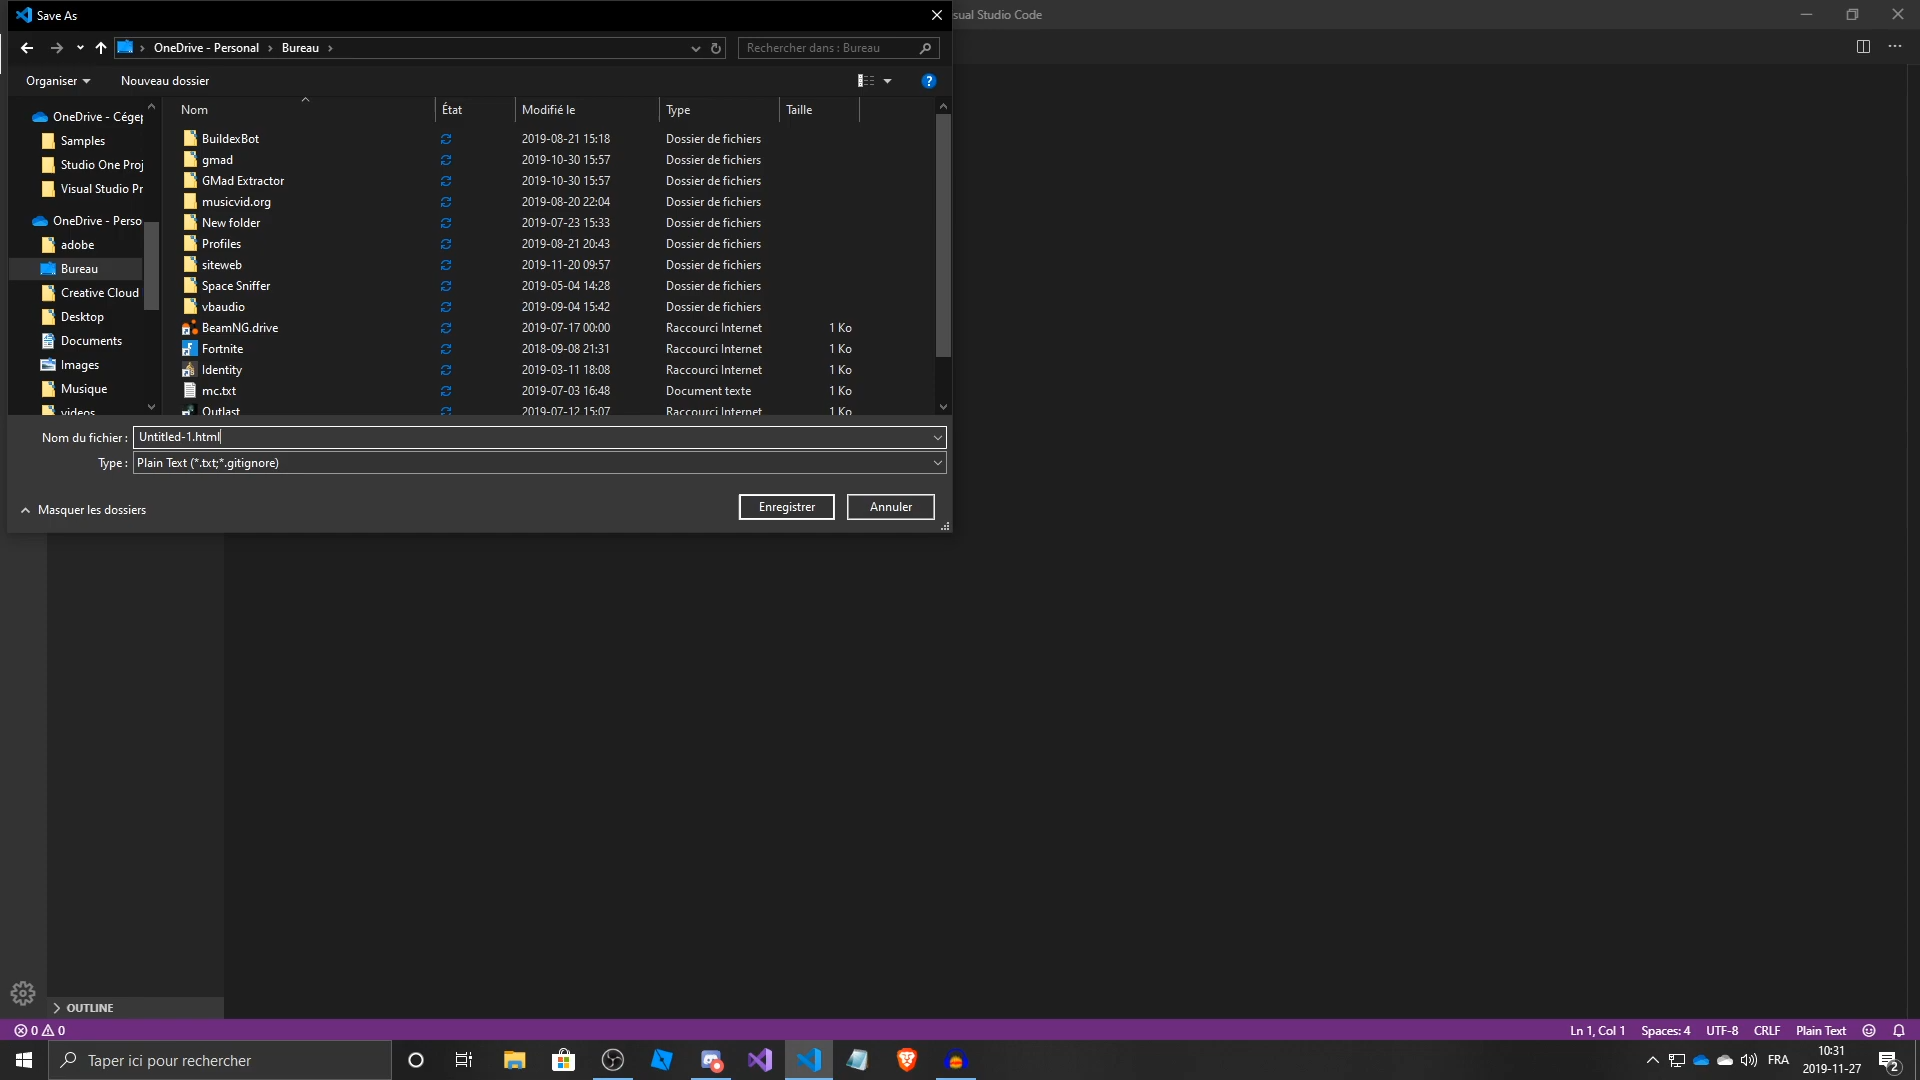 Save As
sual Studio Code
OneDrive - Personal
Bureau
Rechercher dans : Bureau
Organiser
Nouveau dossier
Nom
État
Modifié le
Type
Taille
OneDrive - Cégep
Samples
Studio One Proj
Visual Studio Pr
OneDrive - Perso
adobe
Bureau
Creative Cloud
Desktop
Documents
Images
Musique
videos
BuildexBot 2019-08-21 15:18 Dossier de fichiers
gmad 2019-10-30 15:57 Dossier de fichiers
GMad Extractor 2019-10-30 15:57 Dossier de fichiers
musicvid.org 2019-08-20 22:04 Dossier de fichiers
New folder 2019-07-23 15:33 Dossier de fichiers
Profiles 2019-08-21 20:43 Dossier de fichiers
siteweb 2019-11-20 09:57 Dossier de fichiers
Space Sniffer 2019-05-04 14:28 Dossier de fichiers
vbaudio 2019-09-04 15:42 Dossier de fichiers
BeamNG.drive 2019-07-17 00:00 Raccourci Internet 1 Ko
Fortnite 2018-09-08 21:31 Raccourci Internet 1 Ko
Identity 2019-03-11 18:08 Raccourci Internet 1 Ko
mc.txt 2019-07-03 16:48 Document texte 1 Ko
Outlast 2019-07-12 15:07 Raccourci Internet 1 Ko
Nom du fichier : Untitled-1.html
Type : Plain Text (*.txt;*.gitignore)
Masquer les dossiers
Enregistrer
Annuler
OUTLINE
0 0
Ln 1, Col 1
Spaces: 4
UTF-8
CRLF
Plain Text
Taper ici pour rechercher
FRA
10:31
2019-11-27
2